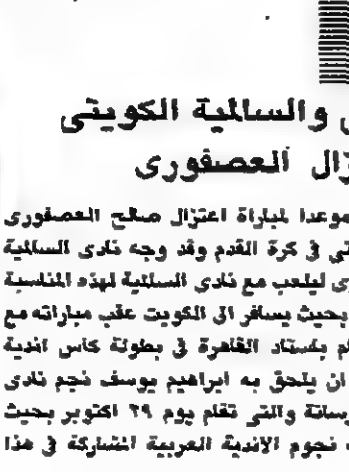 والسالمية الكويتى
العصفورى
موعدا لمباراة اعتزال صالح العصفورى
فى كرة القدم وقد وجه نادى السالمية
ليلعب مع نادى السالمية لهذه المناسبة
بحيث يسافر الى الكويت عقب مباراته مع
بلستاد القاهرة فى بطولة كاس اندية
ان يلحق به ابراهيم يوسف نجم نادى
والتى تقام يوم ٢٩ اكتوبر بحيث
نجوم الاندية العربية المشاركة فى هذا